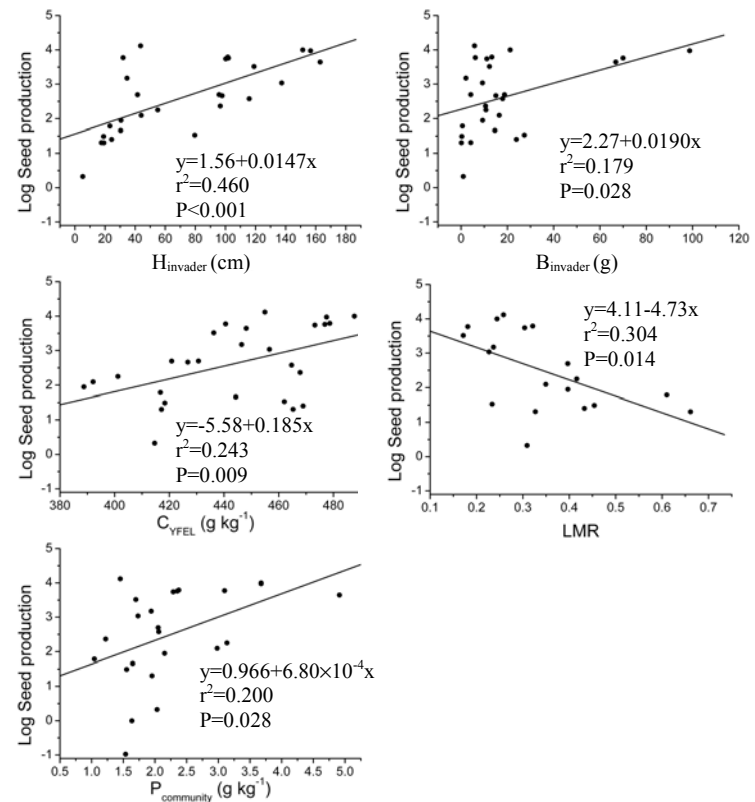 Log Seed production
5
4
3
2
1
0
-1
0 20 40 60 80 100 120 140 160 180
y=1.56+0.0147x
r²=0.460
P<0.001
H_invader (cm)
Log Seed production
5
4
3
2
1
0
-1
0 20 40 60 80 100 120
y=2.27+0.0190x
r²=0.179
P=0.028
B_invader (g)
Log Seed production
5
4
3
2
1
0
380 400 420 440 460 480
y=-5.58+0.185x
r²=0.243
P=0.009
C_YFEL (g kg⁻¹)
Log Seed production
5
4
3
2
1
0
-1
0.1 0.2 0.3 0.4 0.5 0.6 0.7
y=4.11-4.73x
r²=0.304
P=0.014
LMR
Log Seed production
5
4
3
2
1
0
-1
0.5 1.0 1.5 2.0 2.5 3.0 3.5 4.0 4.5 5.0
y=0.966+6.80×10⁻⁴x
r²=0.200
P=0.028
P_community (g kg⁻¹)